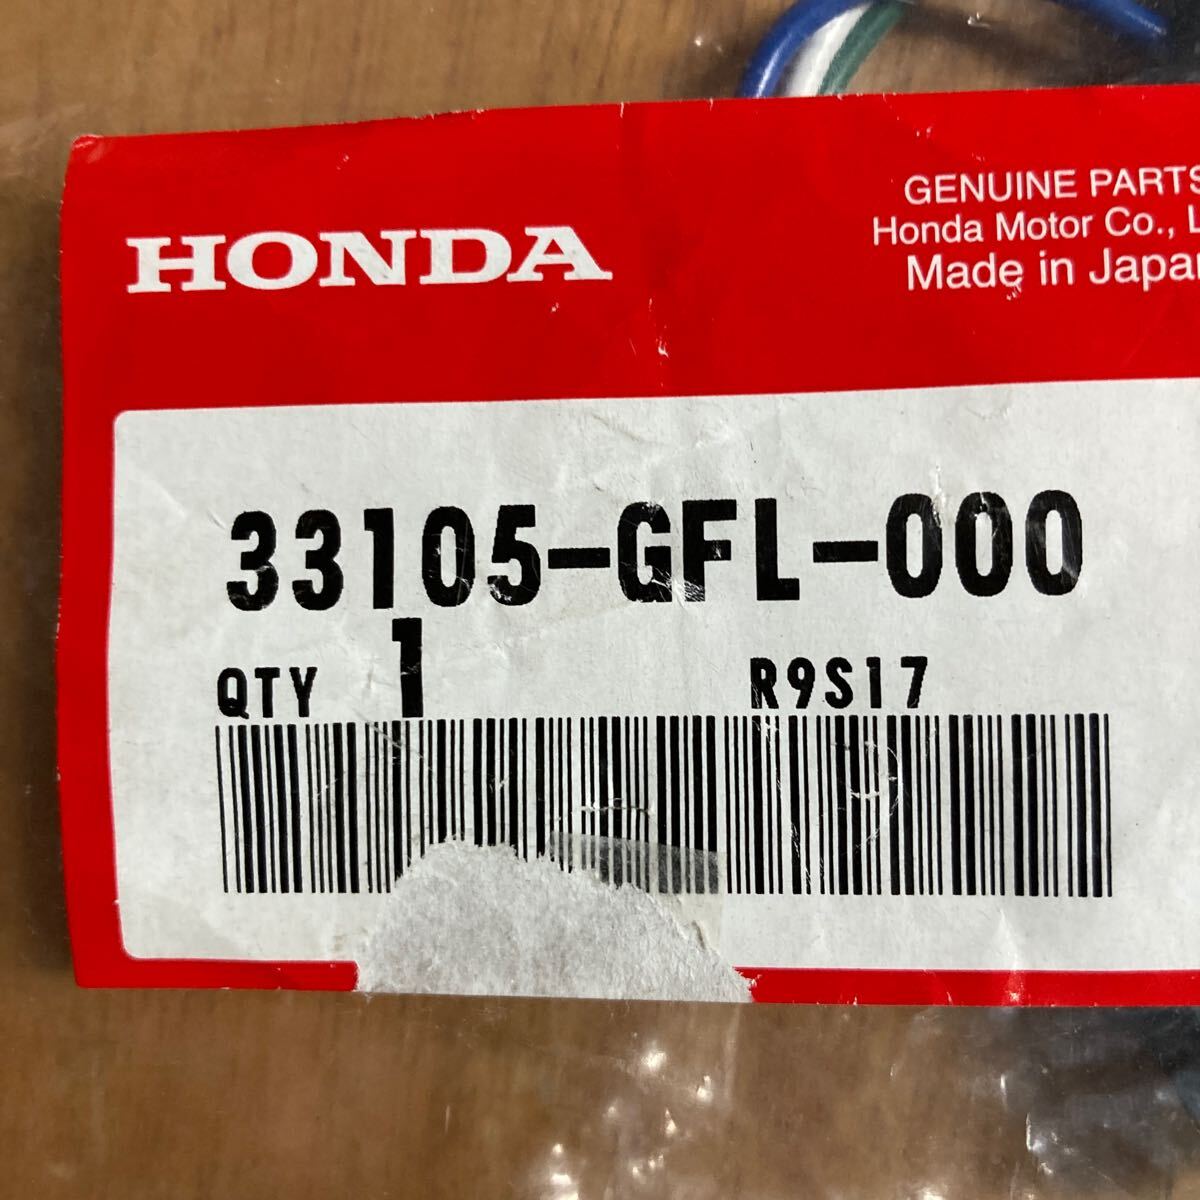 HONDA
GENUINE PARTS
Honda Motor Co., L
Made in Japan
33105-GFL-000
QTY 1 R9S17